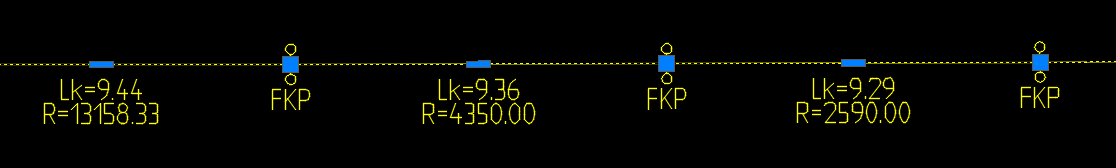 Lk=9.44
R=13158.33
FKP
Lk=9.36
R=4350.00
FKP
Lk=9.29
R=2590.00
FKP